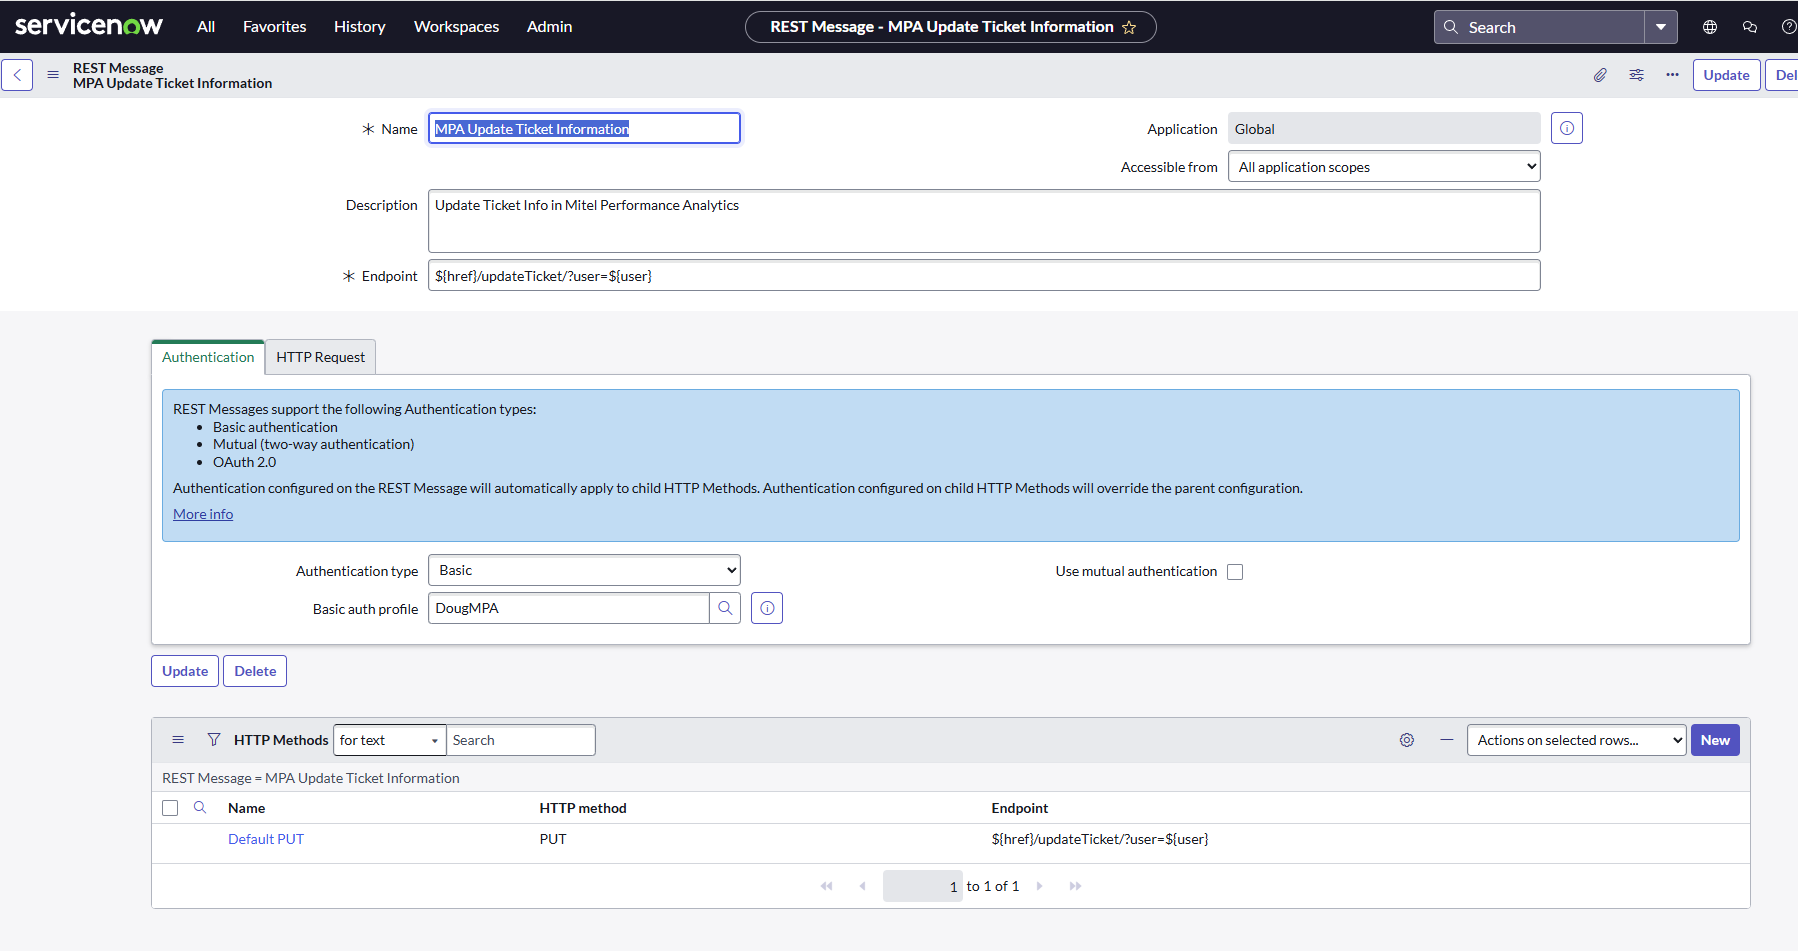 servicenow All Favorites History Workspaces Admin REST Message - MPA Update Ticket Information Search
REST Message
MPA Update Ticket Information
Update Del
Name MPA Update Ticket Information
Application Global
Accessible from All application scopes
Description Update Ticket Info in Mitel Performance Analytics
Endpoint ${href}/updateTicket/?user=${user}
Authentication HTTP Request
REST Messages support the following Authentication types:
• Basic authentication
• Mutual (two-way authentication)
• OAuth 2.0
Authentication configured on the REST Message will automatically apply to child HTTP Methods. Authentication configured on child HTTP Methods will override the parent configuration.
More info
Authentication type Basic
Use mutual authentication
Basic auth profile DougMPA
Update Delete
HTTP Methods for text Search Actions on selected rows... New
REST Message = MPA Update Ticket Information
Name HTTP method Endpoint
Default PUT PUT ${href}/updateTicket/?user=${user}
1 to 1 of 1